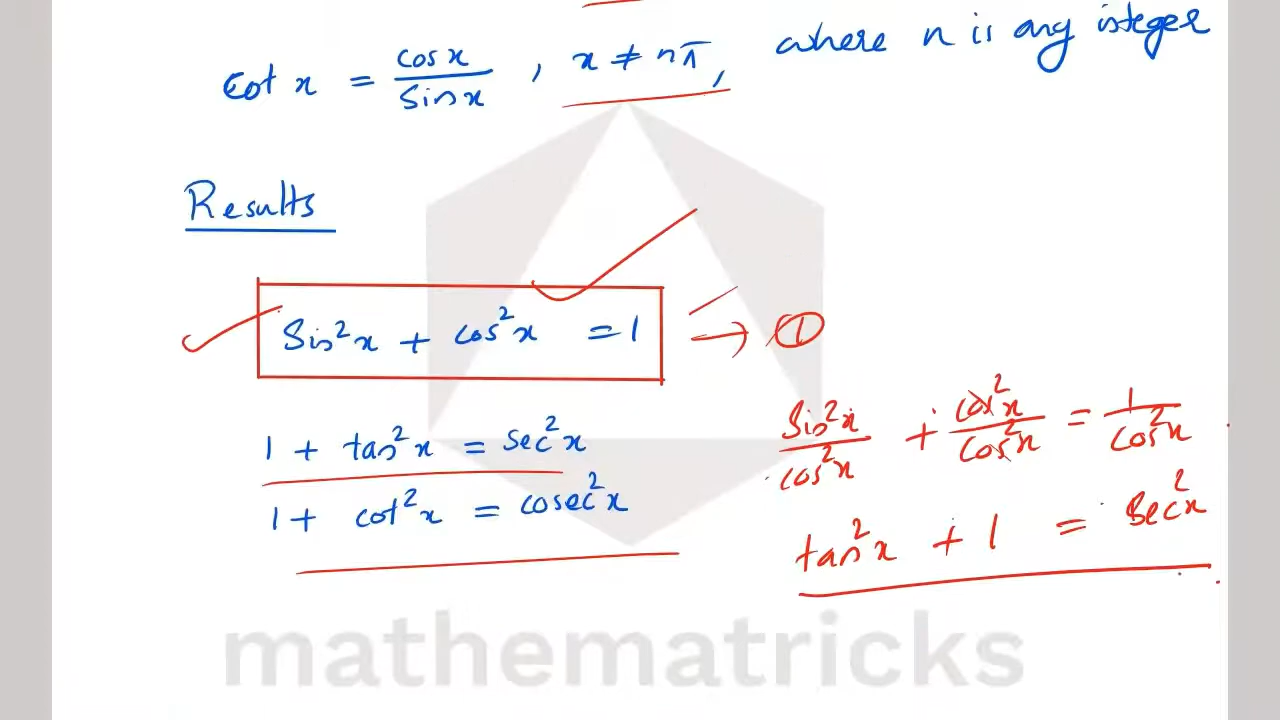 cot x = cos x / sin x , x ≠ nπ, where n is any integer
Results
Sin²x + cos²x = 1 → ①
1 + tan²x = sec²x
1 + cot²x = cosec²x
Sin²x / cos²x + cos²x / cos²x = 1 / cos²x
tan²x + 1 = sec²x
mathematricks